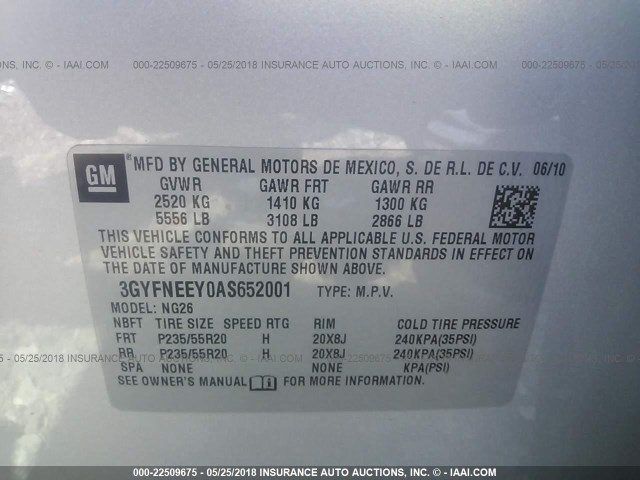 INC. - IAAI.COM 000-22509675 - 05/25/2018 INSURANCE AUTO AUCTIONS, INC. - IAAI.COM
GM ® MFD BY GENERAL MOTORS DE MEXICO, S. DE R.L. DE C.V. 06/10
GVWR GAWR FRT GAWR RR
2520 KG 1410 KG 1300 KG
5556 LB 3108 LB 2866 LB
THIS VEHICLE CONFORMS TO ALL APPLICABLE U.S. FEDERAL MOTOR
VEHICLE SAFETY AND THEFT PREVENTION STANDARDS IN EFFECT ON
THE DATE OF MANUFACTURE SHOWN ABOVE.
3GYFNEEY0AS652001 TYPE: M.P.V.
MODEL: NG26
NBFT TIRE SIZE SPEED RTG RIM COLD TIRE PRESSURE
FRT P235/55R20 H 20X8J 240KPA(35PSI)
RR P235/55R20 H 20X8J 240KPA(35PSI)
SPA NONE NONE KPA(PSI)
SEE OWNER'S MANUAL FOR MORE INFORMATION.
000-22509675 - 05/25/2018 INSURANCE AUTO AUCTIONS, INC. - IAAI.COM